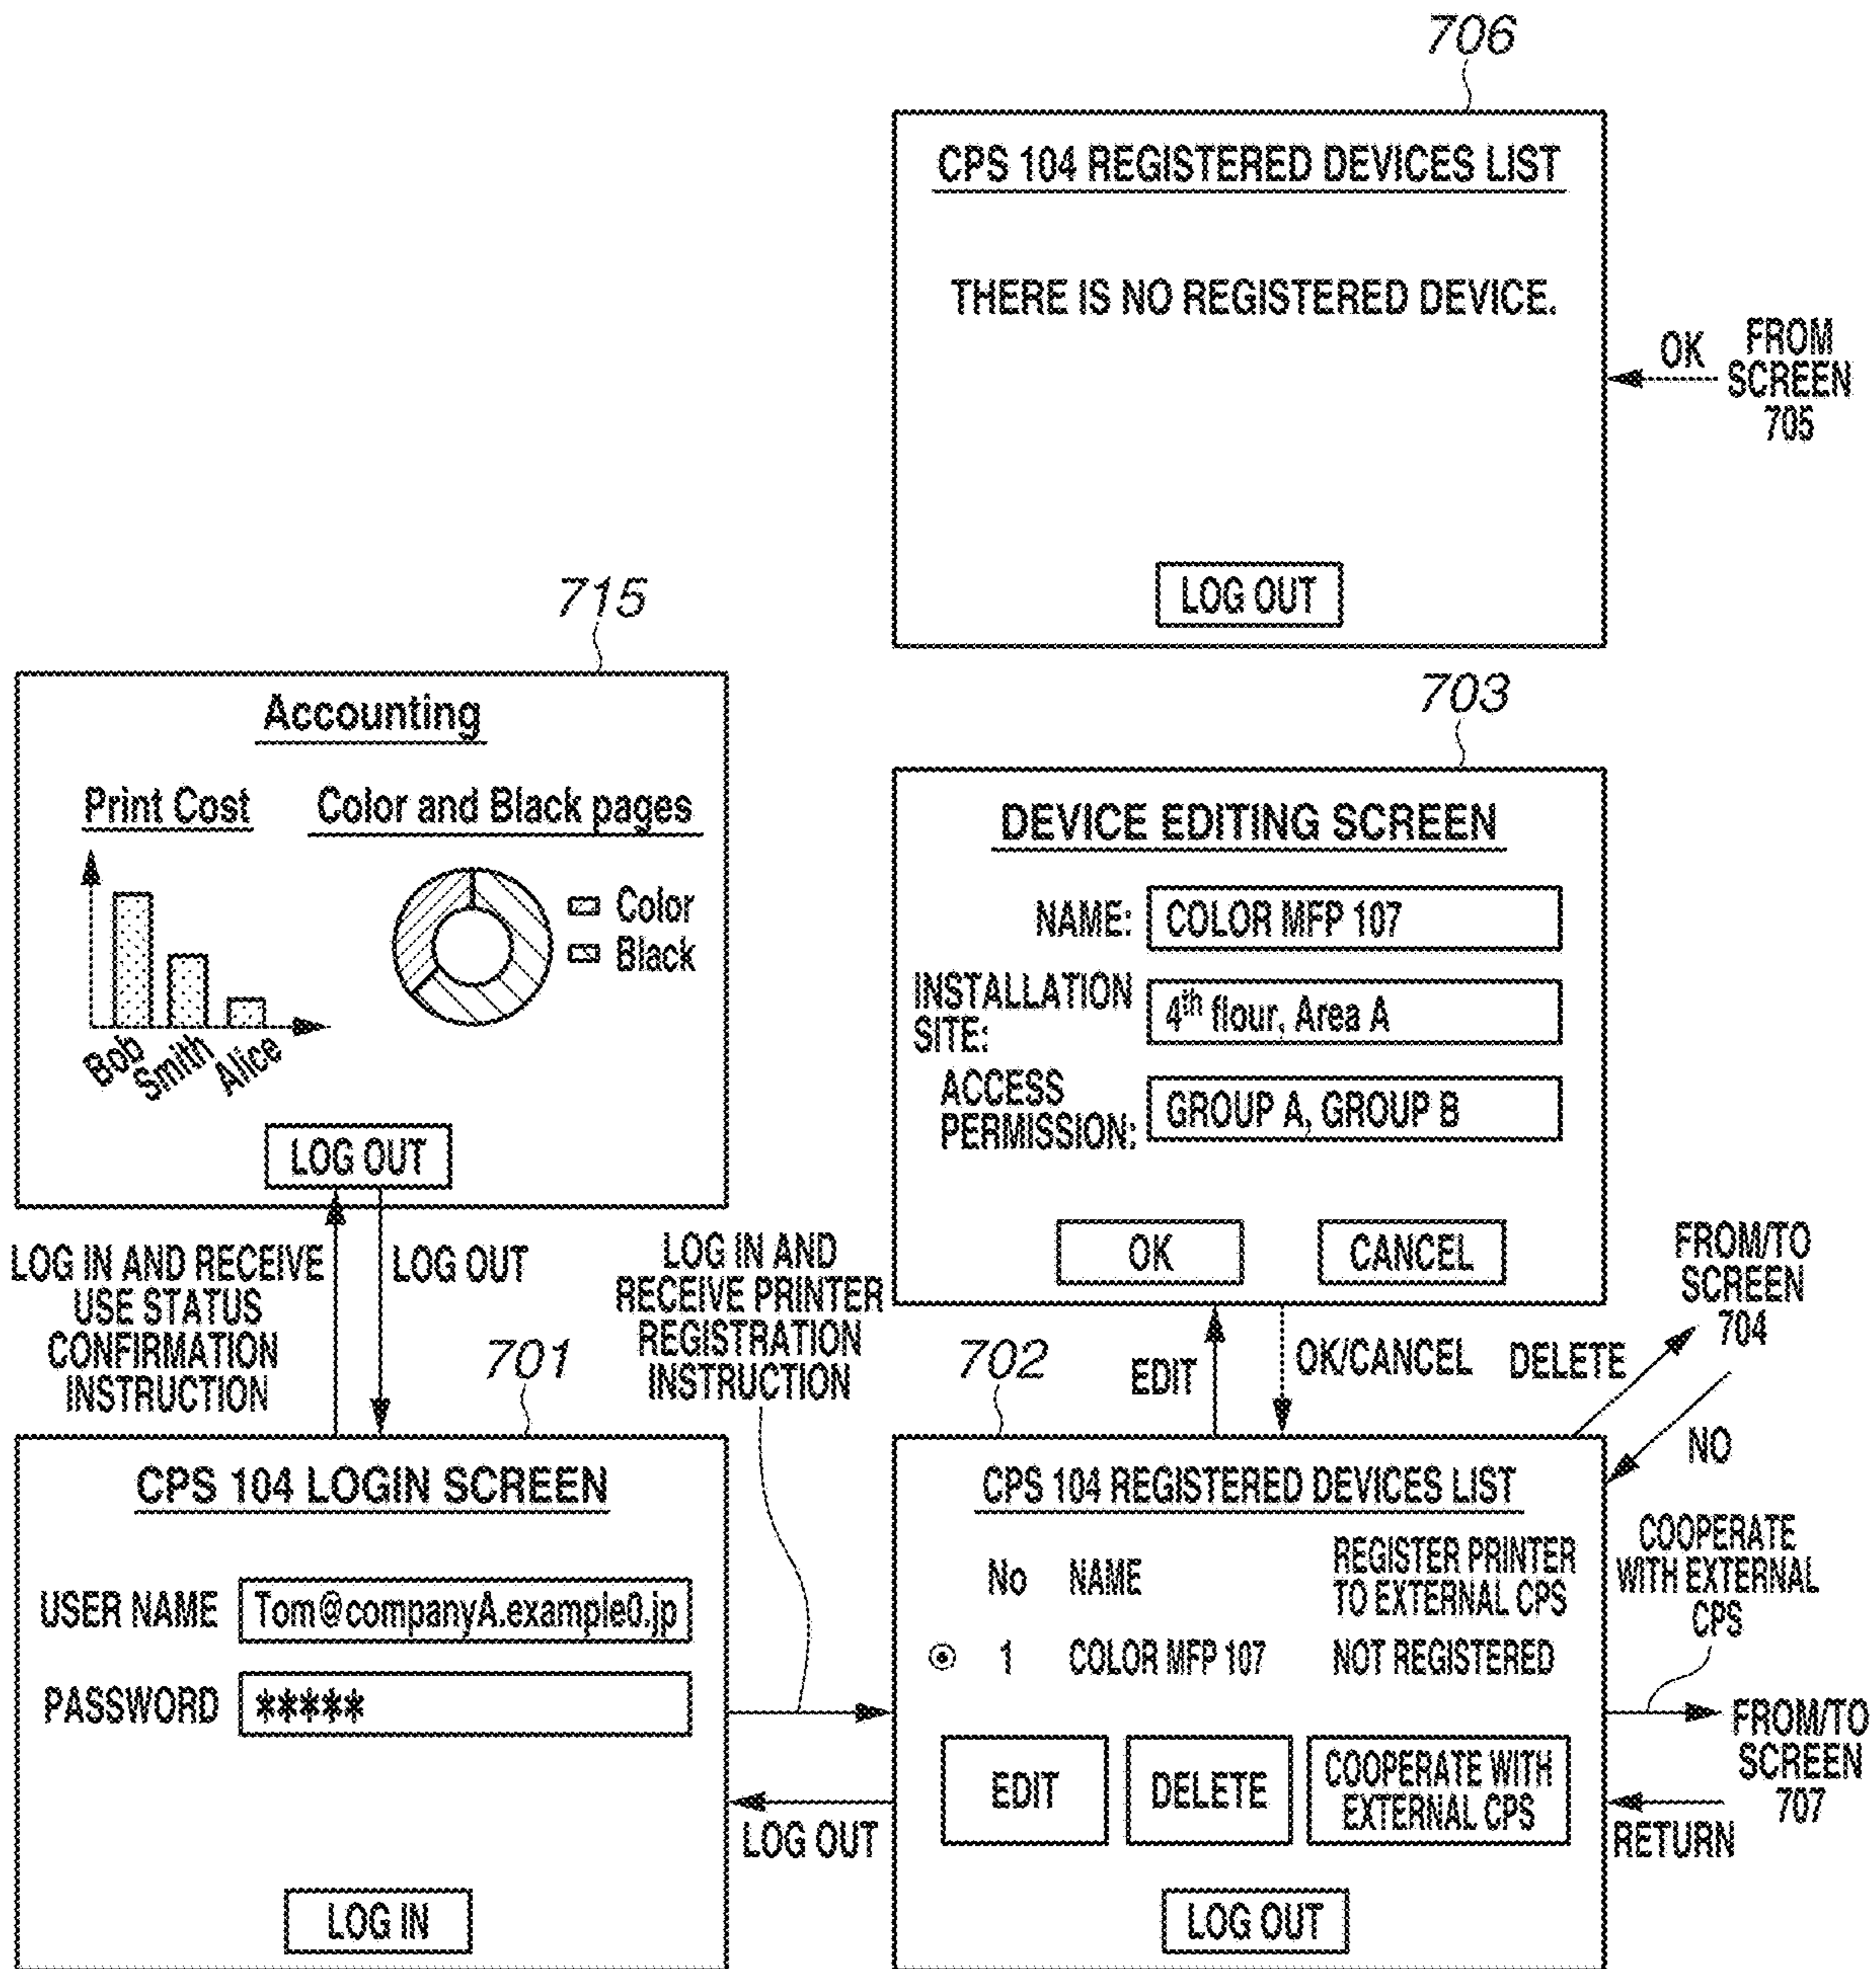 706
CPS 104 REGISTERED DEVICES LIST
THERE IS NO REGISTERED DEVICE.
LOG OUT
OK
FROM
SCREEN
705
715
Accounting
Print Cost
Color and Black pages
Color
Black
Bob
Smith
Alice
LOG OUT
703
DEVICE EDITING SCREEN
NAME:
COLOR MFP 107
INSTALLATION
SITE:
4th flour, Area A
ACCESS
PERMISSION:
GROUP A, GROUP B
OK
CANCEL
LOG IN AND RECEIVE
USE STATUS
CONFIRMATION
INSTRUCTION
LOG OUT
LOG IN AND
RECEIVE PRINTER
REGISTRATION
INSTRUCTION
EDIT
OK/CANCEL
DELETE
FROM/TO
SCREEN
704
NO
701
CPS 104 LOGIN SCREEN
USER NAME
Tom@companyA.example0.jp
PASSWORD
*****
LOG IN
LOG OUT
702
CPS 104 REGISTERED DEVICES LIST
No NAME
REGISTER PRINTER
TO EXTERNAL CPS
1 COLOR MFP 107 NOT REGISTERED
EDIT
DELETE
COOPERATE WITH
EXTERNAL CPS
LOG OUT
COOPERATE
WITH EXTERNAL
CPS
FROM/TO
SCREEN
707
RETURN